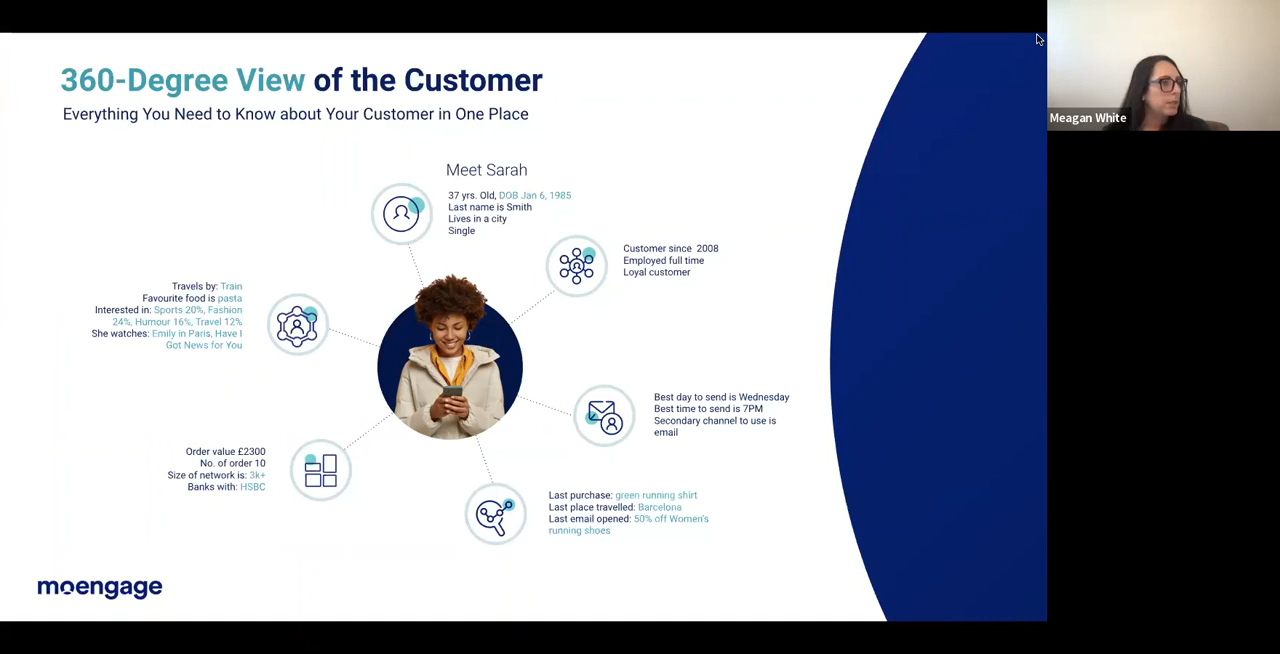 360-Degree View of the Customer
Everything You Need to Know about Your Customer in One Place
Meagan White
Meet Sarah
37 yrs. Old, DOB Jan 6, 1985
Last name is Smith
Lives in a city
Single
Customer since 2008
Employed full time
Loyal customer
Travels by: Train
Favourite food is pasta
Interested in: Sports 20%, Fashion
24%, Humour 16%, Travel 12%
She watches: Emily in Paris, Have I
Got News for You
Best day to send is Wednesday
Best time to send is 7PM
Secondary channel to use is
email
Order value £2300
No. of order 10
Size of network is: 3k+
Banks with: HSBC
Last purchase: green running shirt
Last place travelled: Barcelona
Last email opened: 50% off Women's
running shoes
moengage